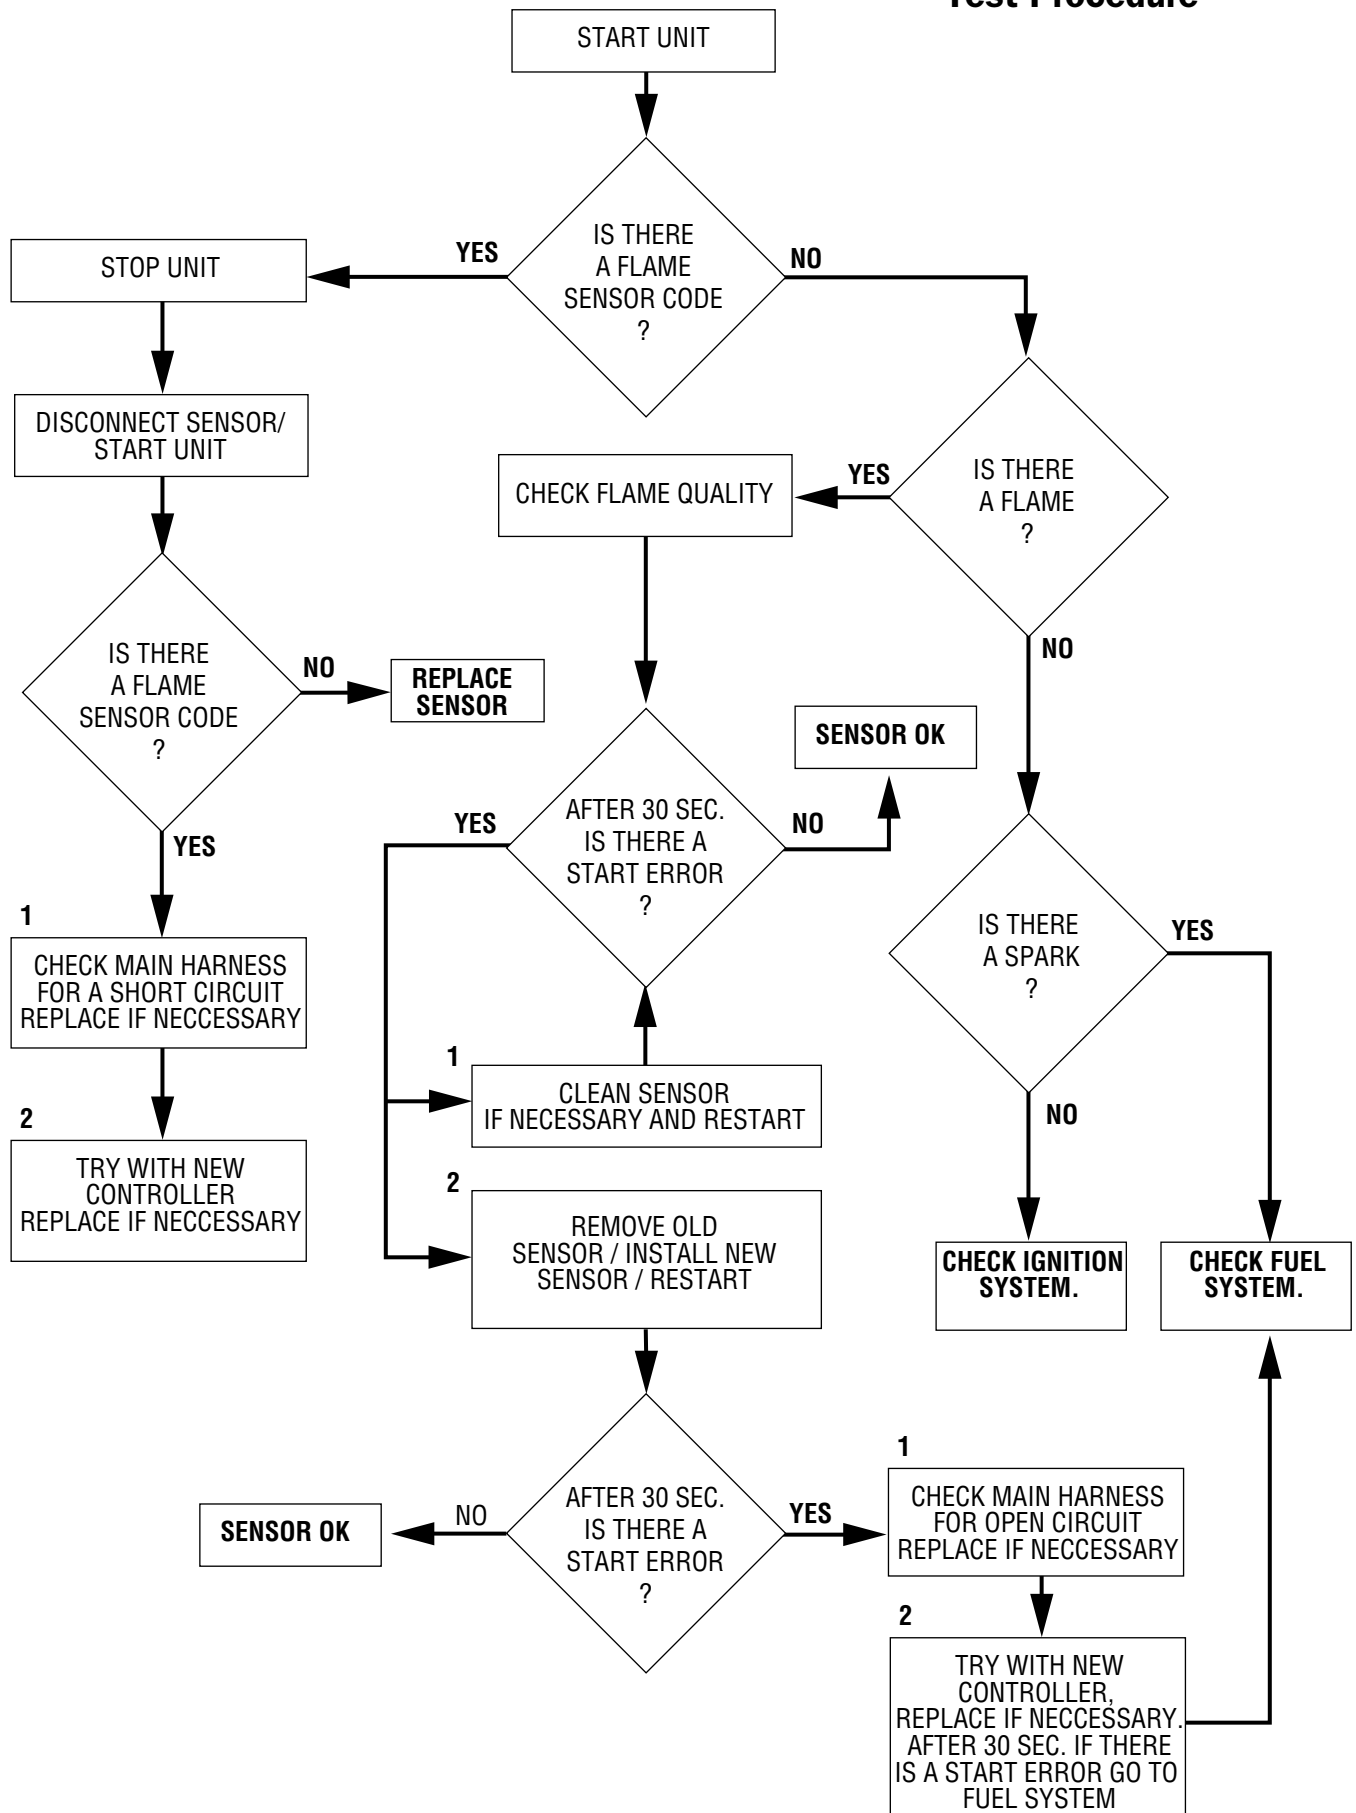 Test Procedure
START UNIT
IS THERE
A FLAME
SENSOR CODE
?
YES
NO
STOP UNIT
DISCONNECT SENSOR/
START UNIT
CHECK FLAME QUALITY
YES
IS THERE
A FLAME
?
NO
IS THERE
A FLAME
SENSOR CODE
?
NO
REPLACE
SENSOR
YES
SENSOR OK
AFTER 30 SEC.
IS THERE A
START ERROR
?
YES
NO
IS THERE
A SPARK
?
YES
NO
1
CHECK MAIN HARNESS
FOR A SHORT CIRCUIT
REPLACE IF NECCESSARY
2
TRY WITH NEW
CONTROLLER
REPLACE IF NECCESSARY
1
CLEAN SENSOR
IF NECESSARY AND RESTART
2
REMOVE OLD
SENSOR / INSTALL NEW
SENSOR / RESTART
CHECK IGNITION
SYSTEM.
CHECK FUEL
SYSTEM.
SENSOR OK
NO
AFTER 30 SEC.
IS THERE A
START ERROR
?
YES
1
CHECK MAIN HARNESS
FOR OPEN CIRCUIT
REPLACE IF NECCESSARY
2
TRY WITH NEW
CONTROLLER,
REPLACE IF NECCESSARY.
AFTER 30 SEC. IF THERE
IS A START ERROR GO TO
FUEL SYSTEM